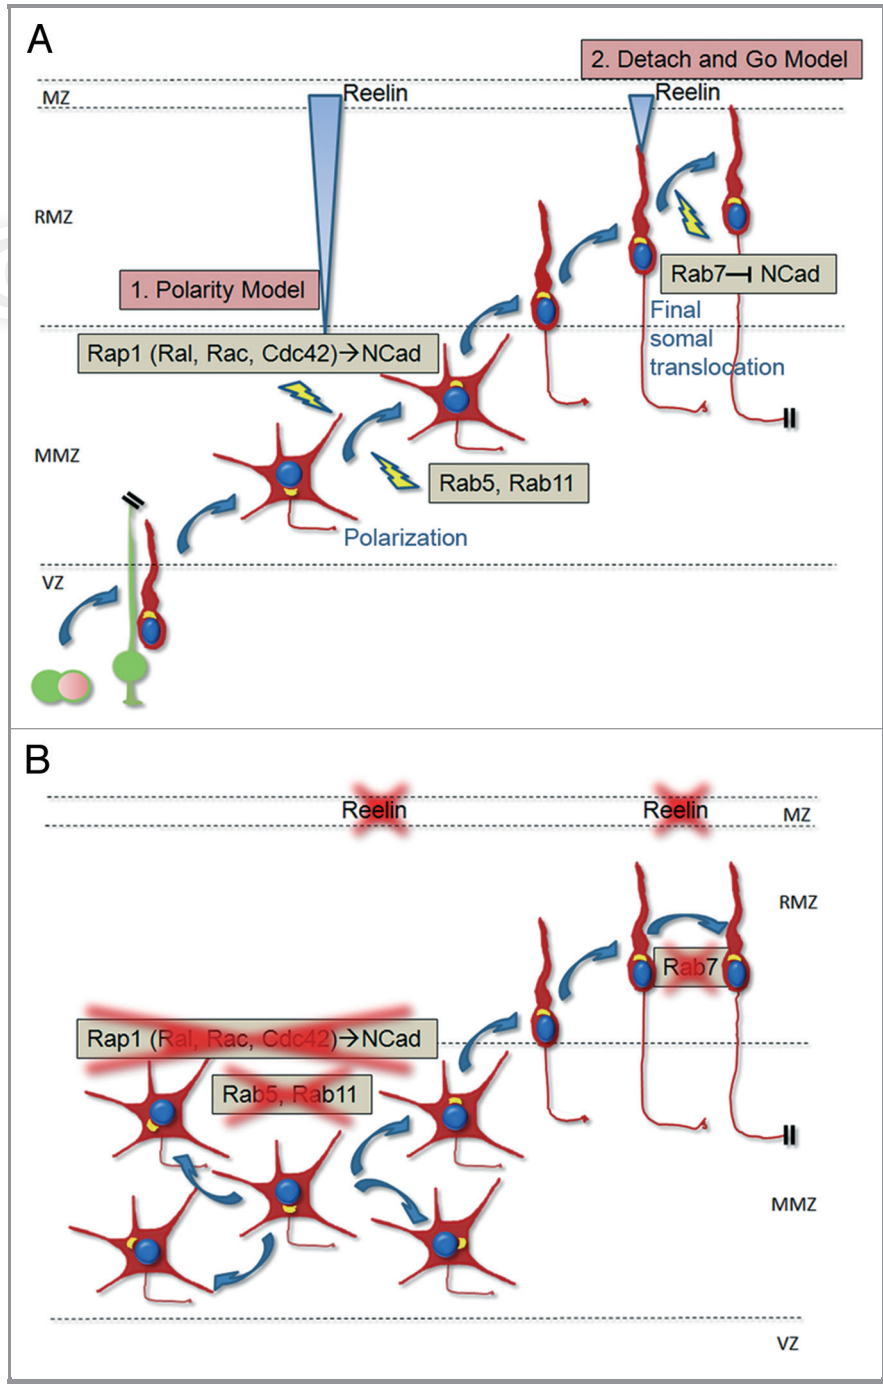 A
2. Detach and Go Model
MZ
Reelin
Reelin
RMZ
1. Polarity Model
Rab7⊣ NCad
Final
somal
translocation
Rap1 (Ral, Rac, Cdc42)→NCad
MMZ
Rab5, Rab11
Polarization
VZ
B
Reelin
Reelin
MZ
RMZ
Rab7
Rap1 (Ral, Rac, Cdc42)→NCad
Rab5, Rab11
MMZ
VZ